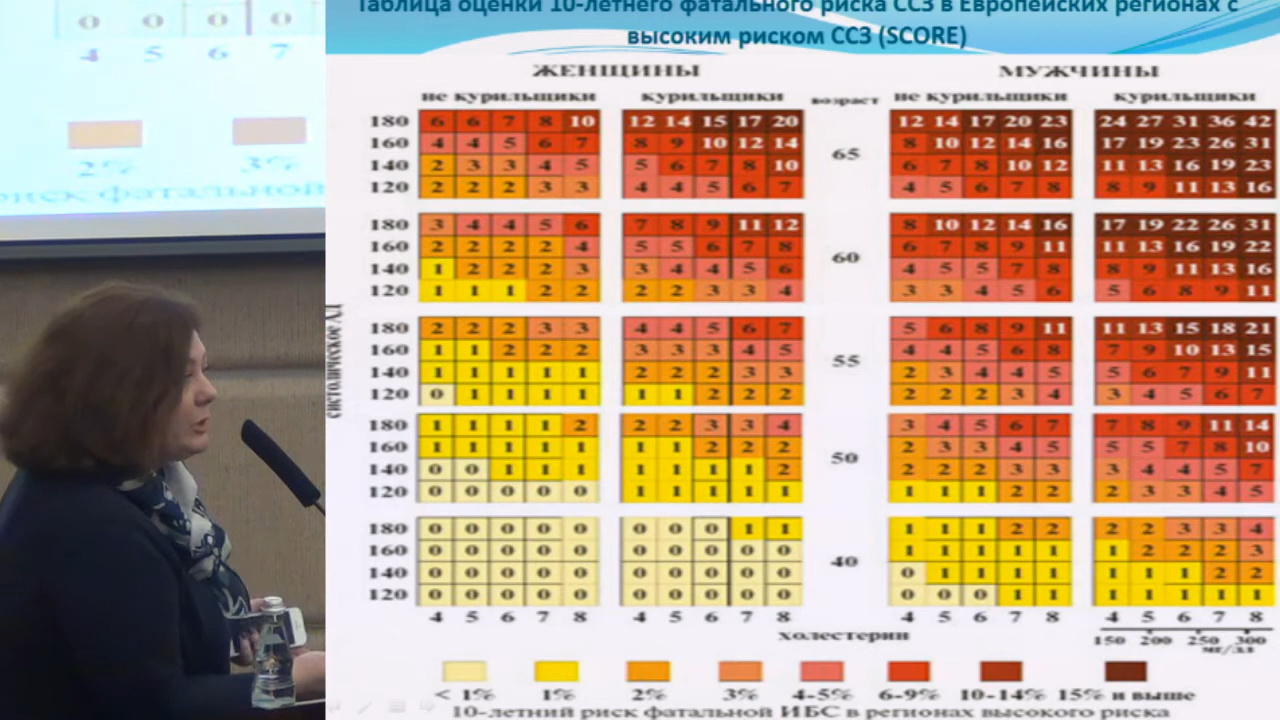 0 0 0 0
4 5 6 7
2% 3%
риск фатальной
Таблица оценки 10-летнего фатального риска ССЗ в Европейских регионах с
высоким риском ССЗ (SCORE)
ЖЕНЩИНЫ МУЖЧИНЫ
не курильщики курильщики возраст не курильщики курильщики
180 6 6 7 8 10 12 14 15 17 20 12 14 17 20 23 24 27 31 36 42
160 4 4 5 6 7 8 9 10 12 14 8 10 12 14 16 17 19 23 26 31
65
140 2 3 3 4 5 5 6 7 8 10 6 7 8 10 12 11 13 16 19 23
120 2 2 2 3 3 4 4 5 6 7 4 5 6 7 8 8 9 11 13 16
180 3 4 4 5 6 7 8 9 11 12 8 10 12 14 16 17 19 22 26 31
160 2 2 2 2 4 5 5 6 7 8 6 7 8 9 11 11 13 16 19 22
60
140 1 2 2 2 3 3 4 4 5 6 4 5 5 7 8 8 9 11 13 16
120 1 1 1 2 2 2 2 3 3 4 3 3 4 5 6 5 6 8 9 11
систолическое АД
180 2 2 2 3 3 4 4 5 6 7 5 6 8 9 11 11 13 15 18 21
160 1 1 2 2 2 3 3 3 4 5 4 4 5 6 8 7 9 10 13 15
55
140 1 1 1 1 1 2 2 2 3 3 2 3 4 4 5 5 6 7 9 11
120 0 1 1 1 1 1 1 2 2 2 2 2 2 3 4 3 4 5 6 7
180 1 1 1 1 2 2 2 3 3 4 3 4 5 6 7 7 8 9 11 14
160 1 1 1 1 1 1 1 2 2 2 2 3 3 4 5 5 5 7 8 10
50
140 0 0 1 1 1 1 1 1 1 2 2 2 2 3 3 3 4 4 5 7
120 0 0 0 0 0 1 1 1 1 1 1 1 1 2 2 2 3 3 4 5
180 0 0 0 0 0 0 0 0 1 1 1 1 1 2 2 2 2 3 3 4
160 0 0 0 0 0 0 0 0 0 0 1 1 1 1 1 1 2 2 2 3
40
140 0 0 0 0 0 0 0 0 0 0 0 1 1 1 1 1 1 1 2 2
120 0 0 0 0 0 0 0 0 0 0 0 0 0 1 1 1 1 1 1 1
4 5 6 7 8 4 5 6 7 8 4 5 6 7 8 4 5 6 7 8
холестерин 150 200 250 300
мг/дл
< 1% 1% 2% 3% 4-5% 6-9% 10-14% 15% и выше
10-летний риск фатальной ИБС в регионах высокого риска